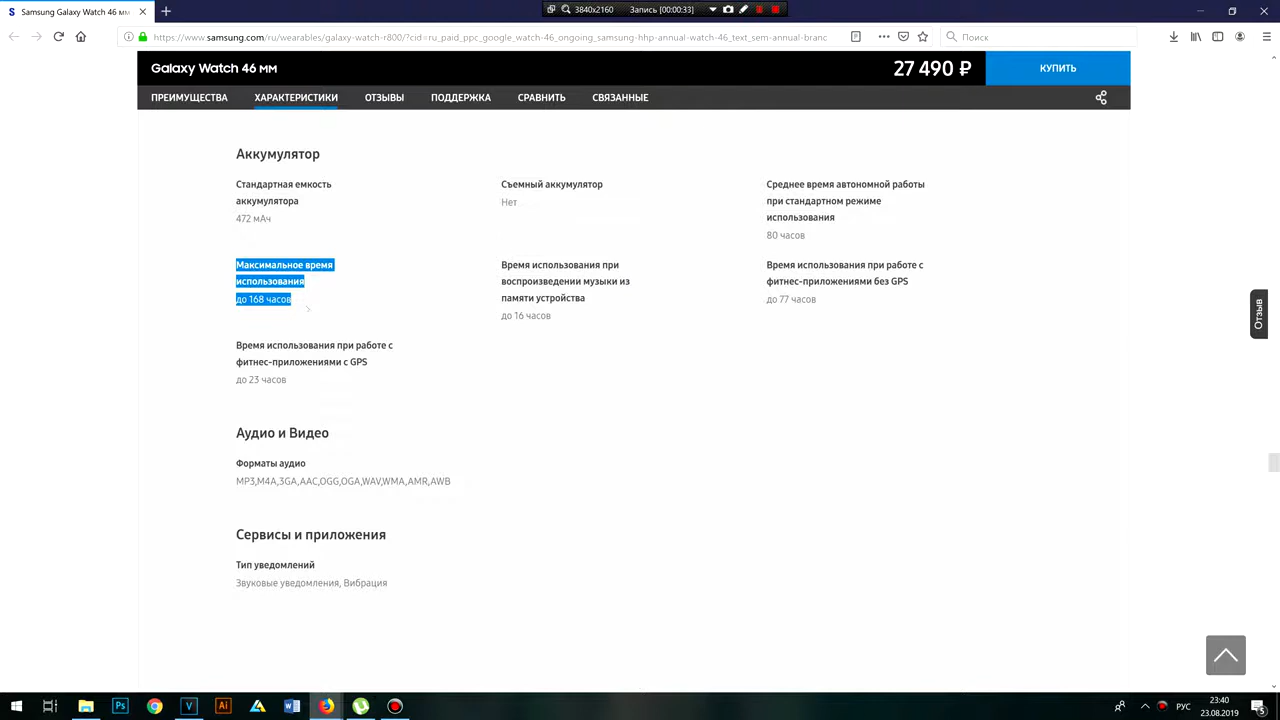 Samsung Galaxy Watch 46 мм
3840x2160
Запись [00:00:33]
https://www.samsung.com/ru/wearables/galaxy-watch-r800/?cid=ru_paid_ppc_google_watch-46_ongoing_samsung-hhp-annual-watch-46_text_sem-annual-branc
Поиск
Galaxy Watch 46 мм
27 490 ₽
КУПИТЬ
ПРЕИМУЩЕСТВА
ХАРАКТЕРИСТИКИ
ОТЗЫВЫ
ПОДДЕРЖКА
СРАВНИТЬ
СВЯЗАННЫЕ
Аккумулятор
Стандартная емкость
аккумулятора
472 мАч
Съемный аккумулятор
Нет
Среднее время автономной работы
при стандартном режиме
использования
80 часов
Максимальное время
использования
до 168 часов
Время использования при
воспроизведении музыки из
памяти устройства
до 16 часов
Время использования при работе с
фитнес-приложениями без GPS
до 77 часов
Время использования при работе с
фитнес-приложениями с GPS
до 23 часов
Отзыв
Аудио и Видео
Форматы аудио
MP3,M4A,3GA,AAC,OGG,OGA,WAV,WMA,AMR,AWB
Сервисы и приложения
Тип уведомлений
Звуковые уведомления, Вибрация
РУС
23:40
23.08.2019
5